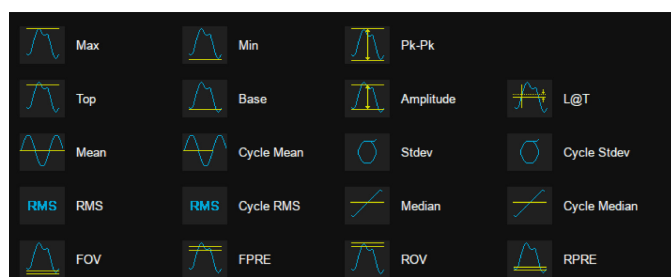 Max Min Pk-Pk
Top Base Amplitude L@T
Mean Cycle Mean Stdev Cycle Stdev
RMS RMS RMS Cycle RMS Median Cycle Median
FOV FPRE ROV RPRE